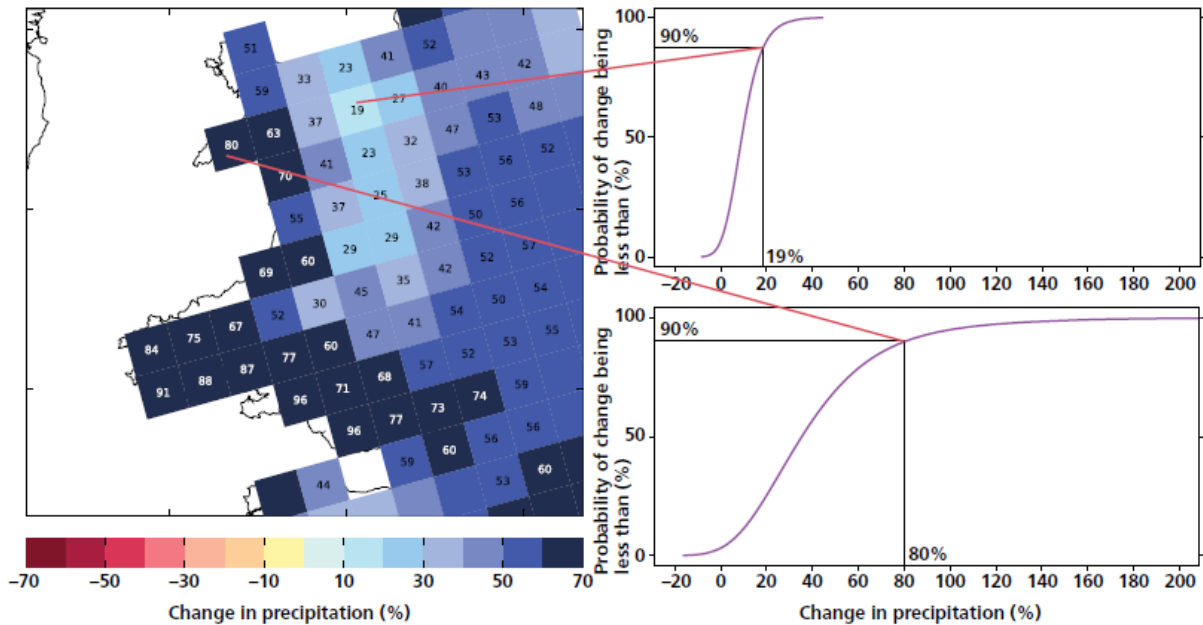 51
59 33 23 41 52
80 63 37 19 27 40 43 42
70 41 23 32 47 53 48
55 37 25 38 53 56 52
69 60 29 29 42 50 56
84 75 67 52 30 45 35 42 52 57
91 88 87 77 60 47 41 54 50 54
96 71 68 57 52 53 55
96 77 73 74 59
44 59 60 56 56
53 60
−70 −50 −30 −10 10 30 50 70
Change in precipitation (%)
Probability of change being
less than (%)
100
50
0
90%
19%
−20 0 20 40 60 80 100 120 140 160 180 200
Probability of change being
less than (%)
100
50
0
90%
80%
−20 0 20 40 60 80 100 120 140 160 180 200
Change in precipitation (%)